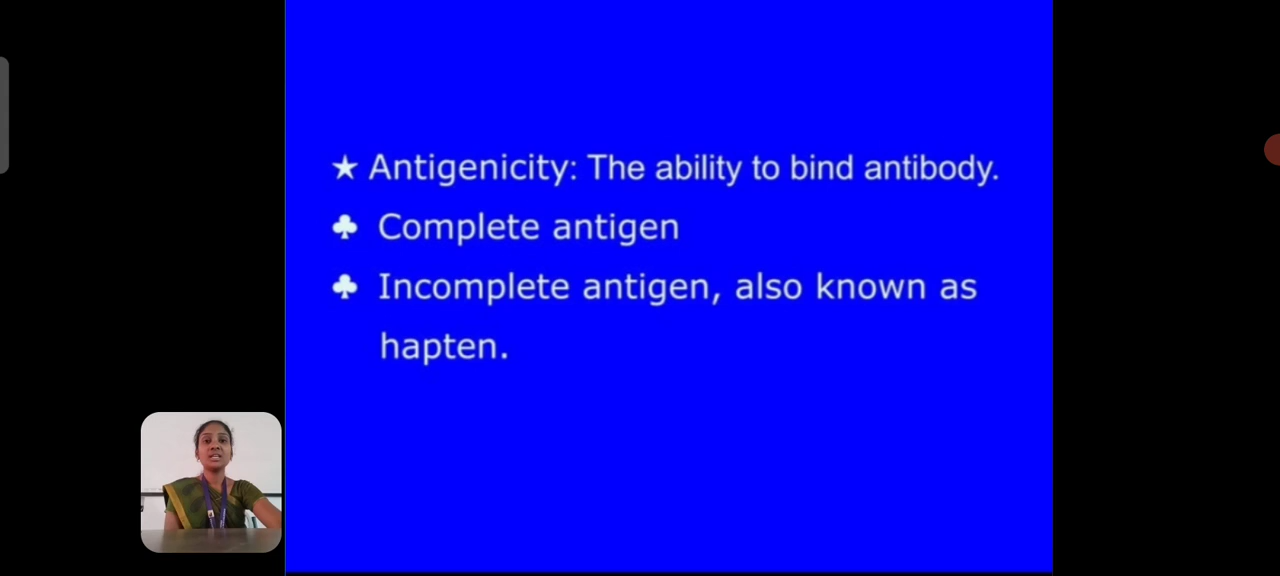 ★ Antigenicity: The ability to bind antibody.
♣ Complete antigen
♣ Incomplete antigen, also known as
hapten.